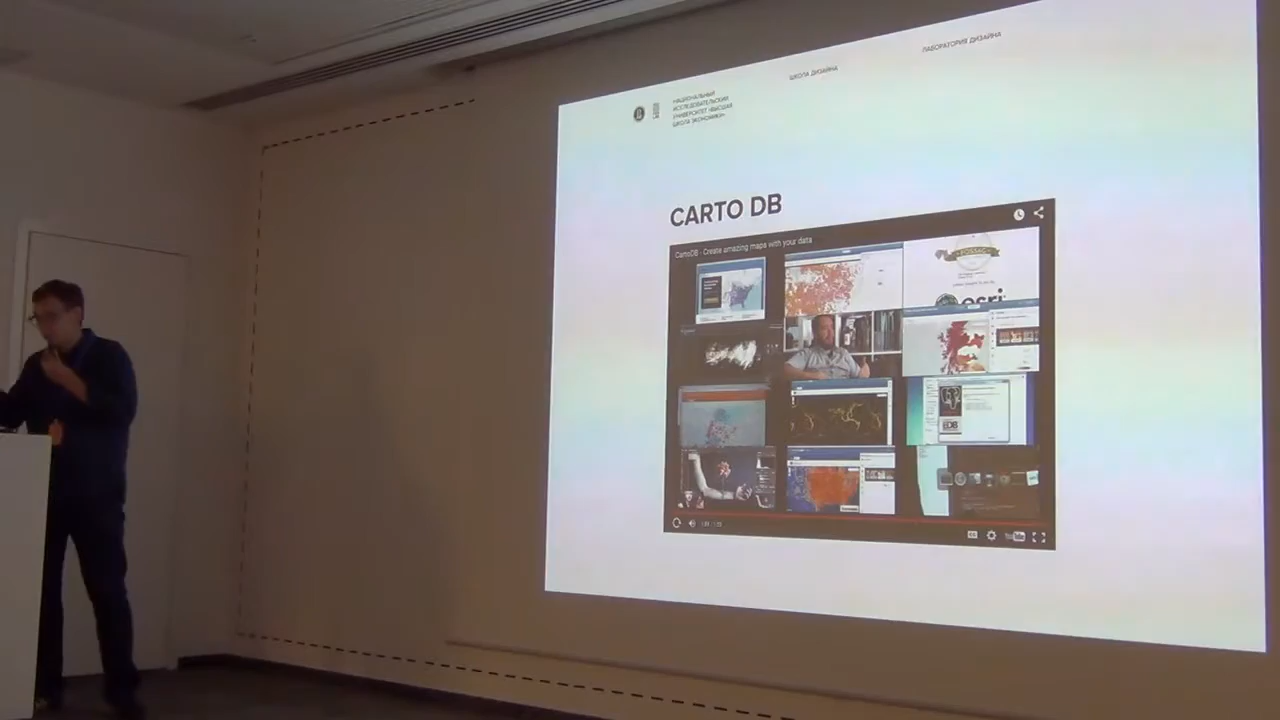 ЛАБОРАТОРИЯ ДИЗАЙНА
ШКОЛА ДИЗАЙНА
НАЦИОНАЛЬНЫЙ
ИССЛЕДОВАТЕЛЬСКИЙ
УНИВЕРСИТЕТ «ВЫСШАЯ
ШКОЛА ЭКОНОМИКИ»
CARTO DB
CartoDB - Create amazing maps with your data
FOSS4G
esri